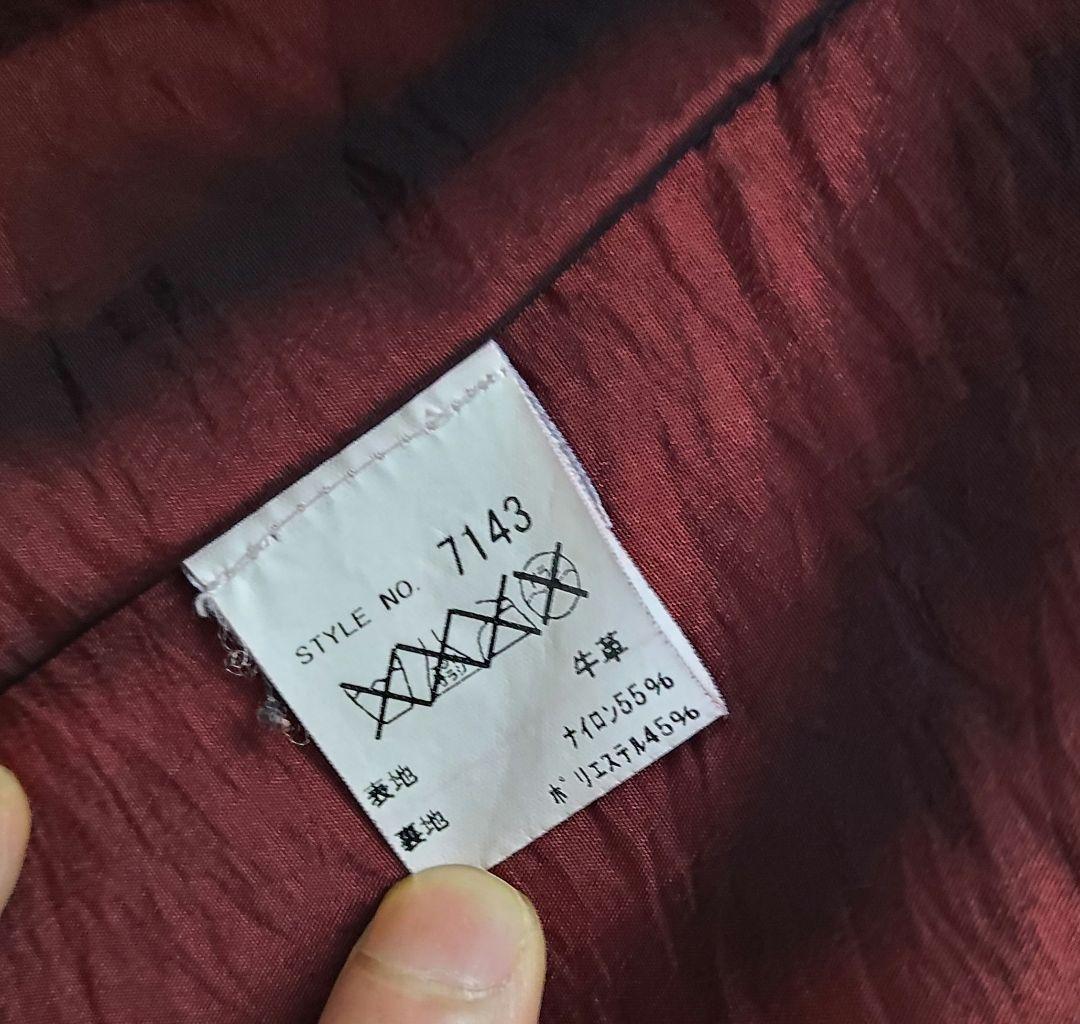 STYLE NO. 7143
表地 牛革
裏地 ナイロン55%
ポリエステル45%